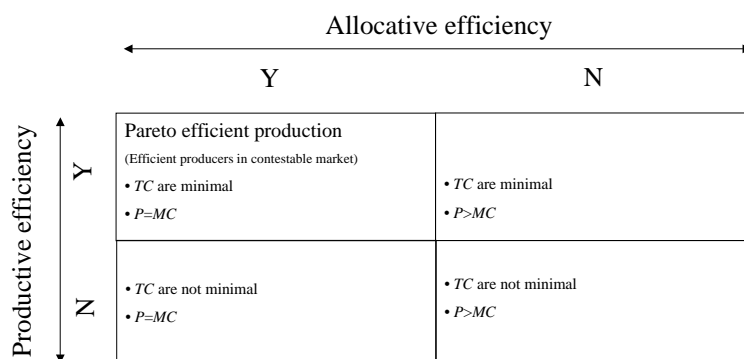 Allocative efficiency
Y
N
Productive efficiency
Y
N
Pareto efficient production
(Efficient producers in contestable market)
• TC are minimal
• P=MC
• TC are minimal
• P>MC
• TC are not minimal
• P=MC
• TC are not minimal
• P>MC